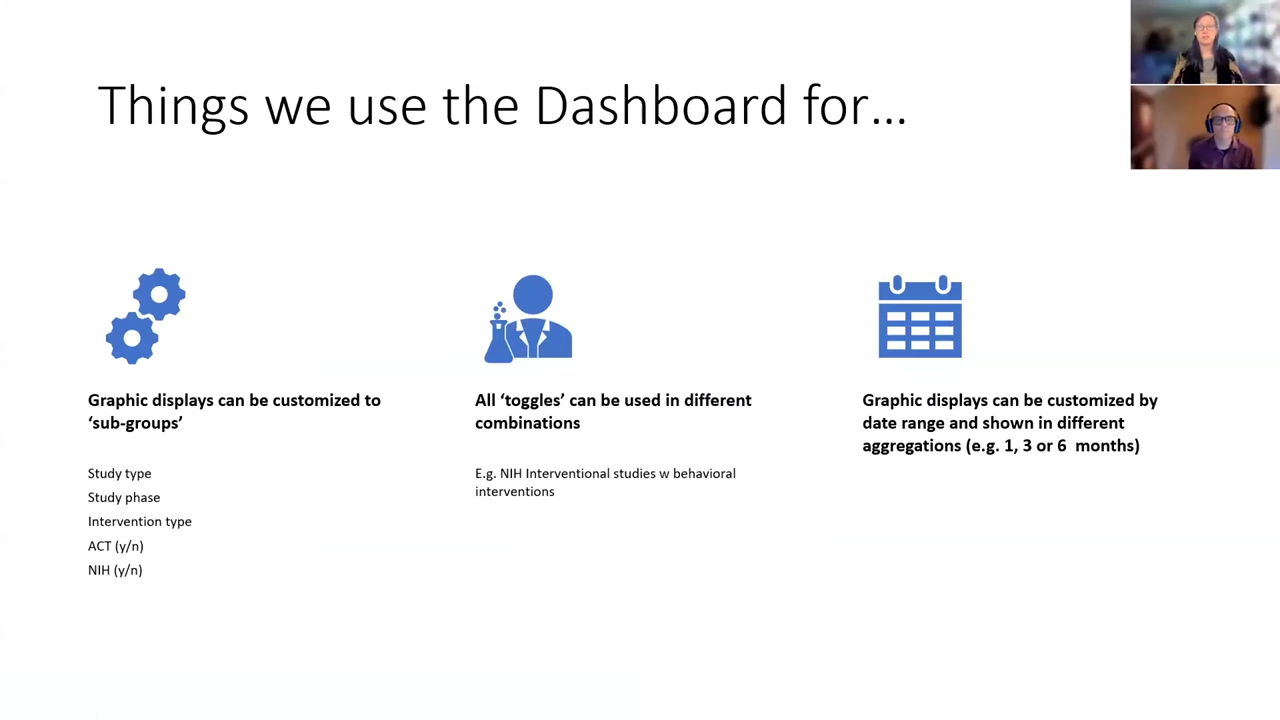 Things we use the Dashboard for...
Graphic displays can be customized to
‘sub-groups’
Study type
Study phase
Intervention type
ACT (y/n)
NIH (y/n)
All ‘toggles’ can be used in different
combinations
E.g. NIH Interventional studies w behavioral
interventions
Graphic displays can be customized by
date range and shown in different
aggregations (e.g. 1, 3 or 6  months)